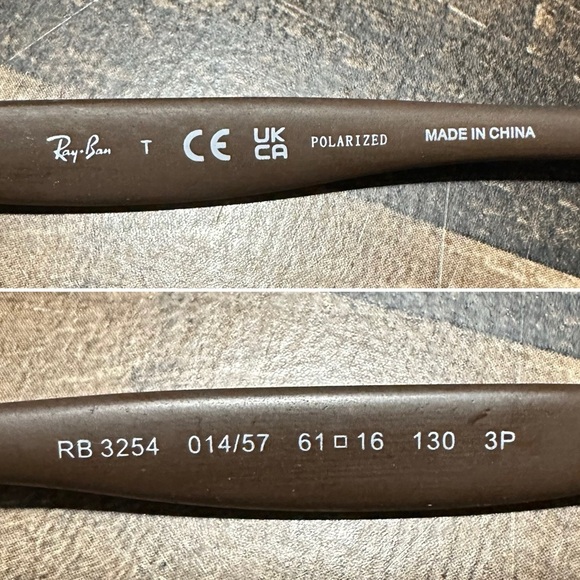 Ray-Ban T CE UK CA POLARIZED MADE IN CHINA
RB 3254 014/57 61□16 130 3P